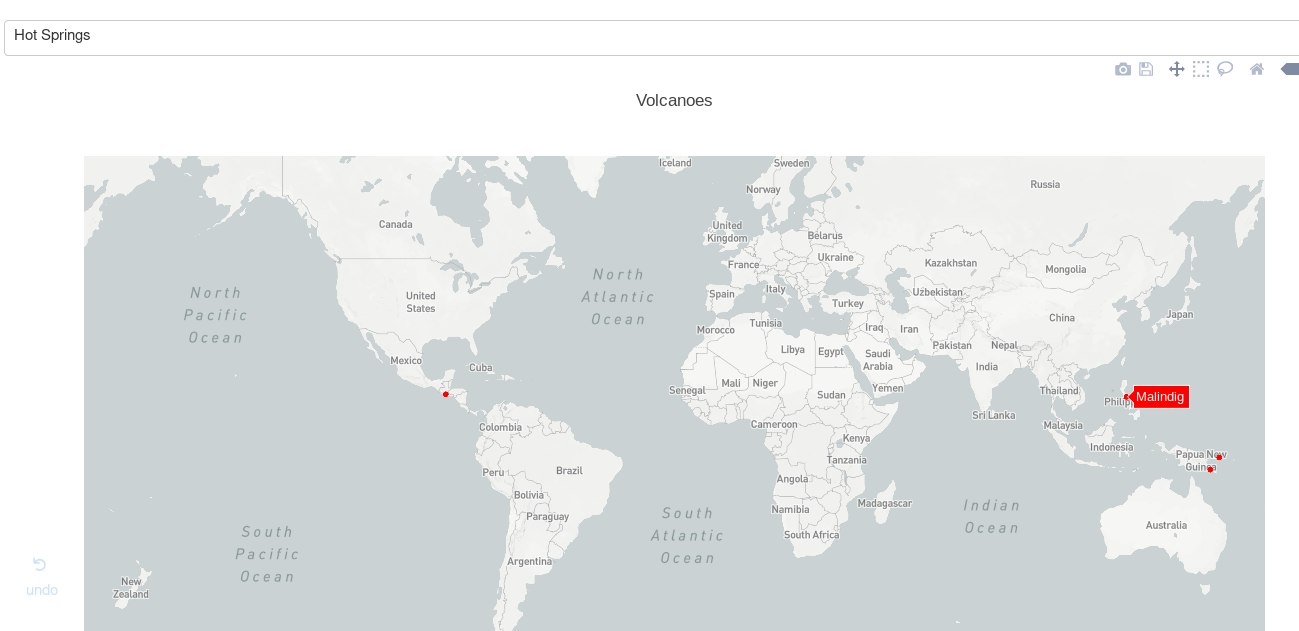 Hot Springs
Volcanoes
Iceland
Sweden
Norway
Russia
Canada
United
Kingdom
Belarus
Ukraine
France
Kazakhstan
Mongolia
North
Atlantic
Ocean
North
Pacific
Ocean
United
States
Spain
Italy
Uzbekistan
Turkey
Japan
China
Morocco
Tunisia
Iraq
Iran
Pakistan
Nepal
Libya
Egypt
Saudi
Arabia
India
Mexico
Cuba
Senegal
Mali
Niger
Sudan
Yemen
Thailand
Philipp
Malindig
Sri Lanka
Colombia
Cameroon
Kenya
Malaysia
Indonesia
Papua New
Guinea
Peru
Brazil
Tanzania
Angola
Bolivia
Paraguay
Namibia
Madagascar
South Africa
Indian
Ocean
Australia
South
Atlantic
Ocean
South
Pacific
Ocean
Argentina
New
Zealand
undo